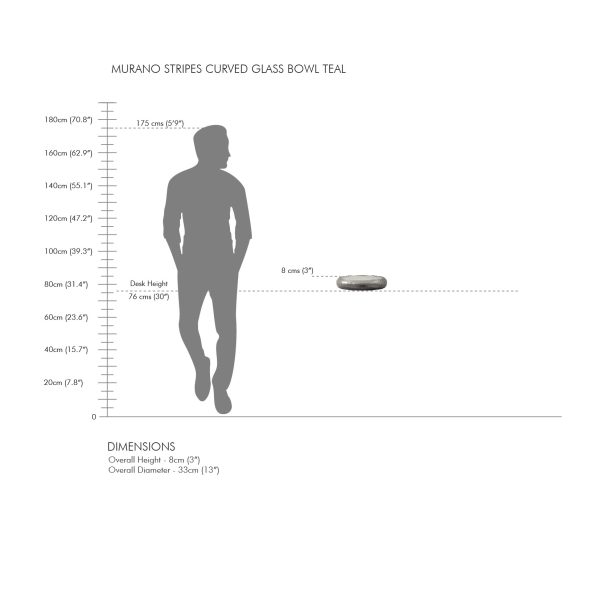 MURANO STRIPES CURVED GLASS BOWL TEAL
180cm (70.8")
175 cms (5'9")
160cm (62.9")
140cm (55.1")
120cm (47.2")
100cm (39.3")
8 cms (3")
80cm (31.4")
Desk Height
76 cms (30")
60cm (23.6")
40cm (15.7")
20cm (7.8")
0
DIMENSIONS
Overall Height - 8cm (3")
Overall Diameter - 33cm (13")